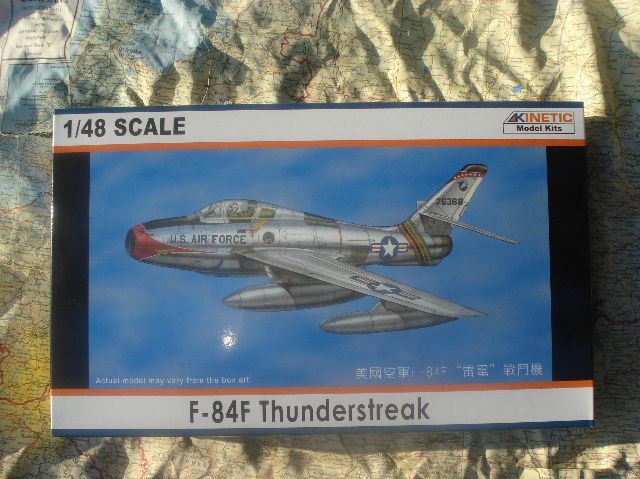 1/48 SCALE
KINETIC
Model Kits
26368
U.S. AIR FORCE
Actual model may vary from the box art.
美國空軍F-84F "雷電" 戰鬥機
F-84F Thunderstreak